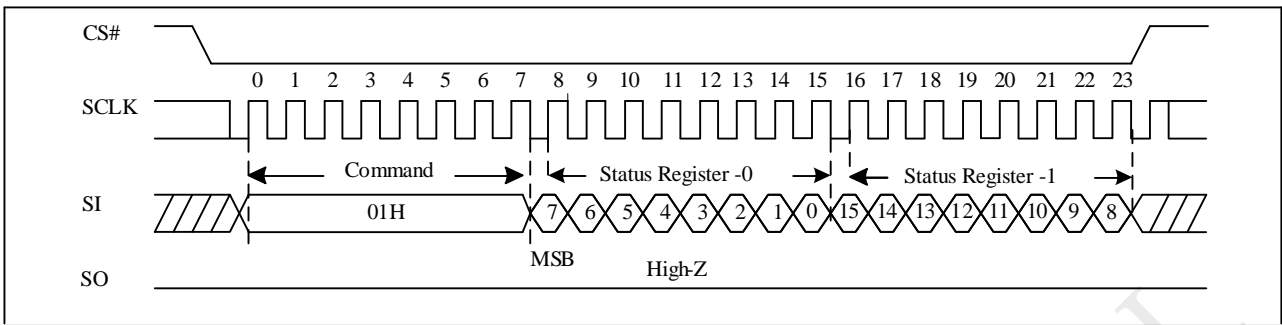 CS#
0 1 2 3 4 5 6 7 8 9 10 11 12 13 14 15 16 17 18 19 20 21 22 23
SCLK
Command Status Register -0 Status Register -1
SI 01H 7 6 5 4 3 2 1 0 15 14 13 12 11 10 9 8
MSB High-Z
SO